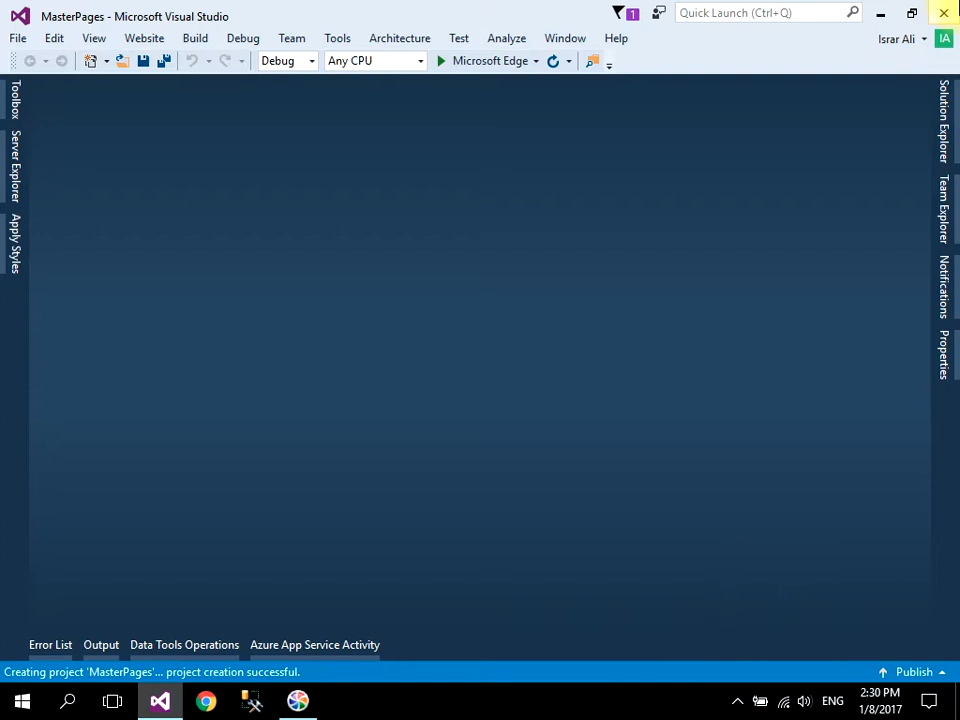 MasterPages - Microsoft Visual Studio
1
Quick Launch (Ctrl+Q)
File Edit View Website Build Debug Team Tools Architecture Test Analyze Window Help
Israr Ali
IA
Debug
Any CPU
Microsoft Edge
Toolbox
Server Explorer
Apply Styles
Solution Explorer
Team Explorer
Notifications
Properties
Error List Output Data Tools Operations Azure App Service Activity
Creating project 'MasterPages'... project creation successful.
Publish
ENG
2:30 PM
1/8/2017